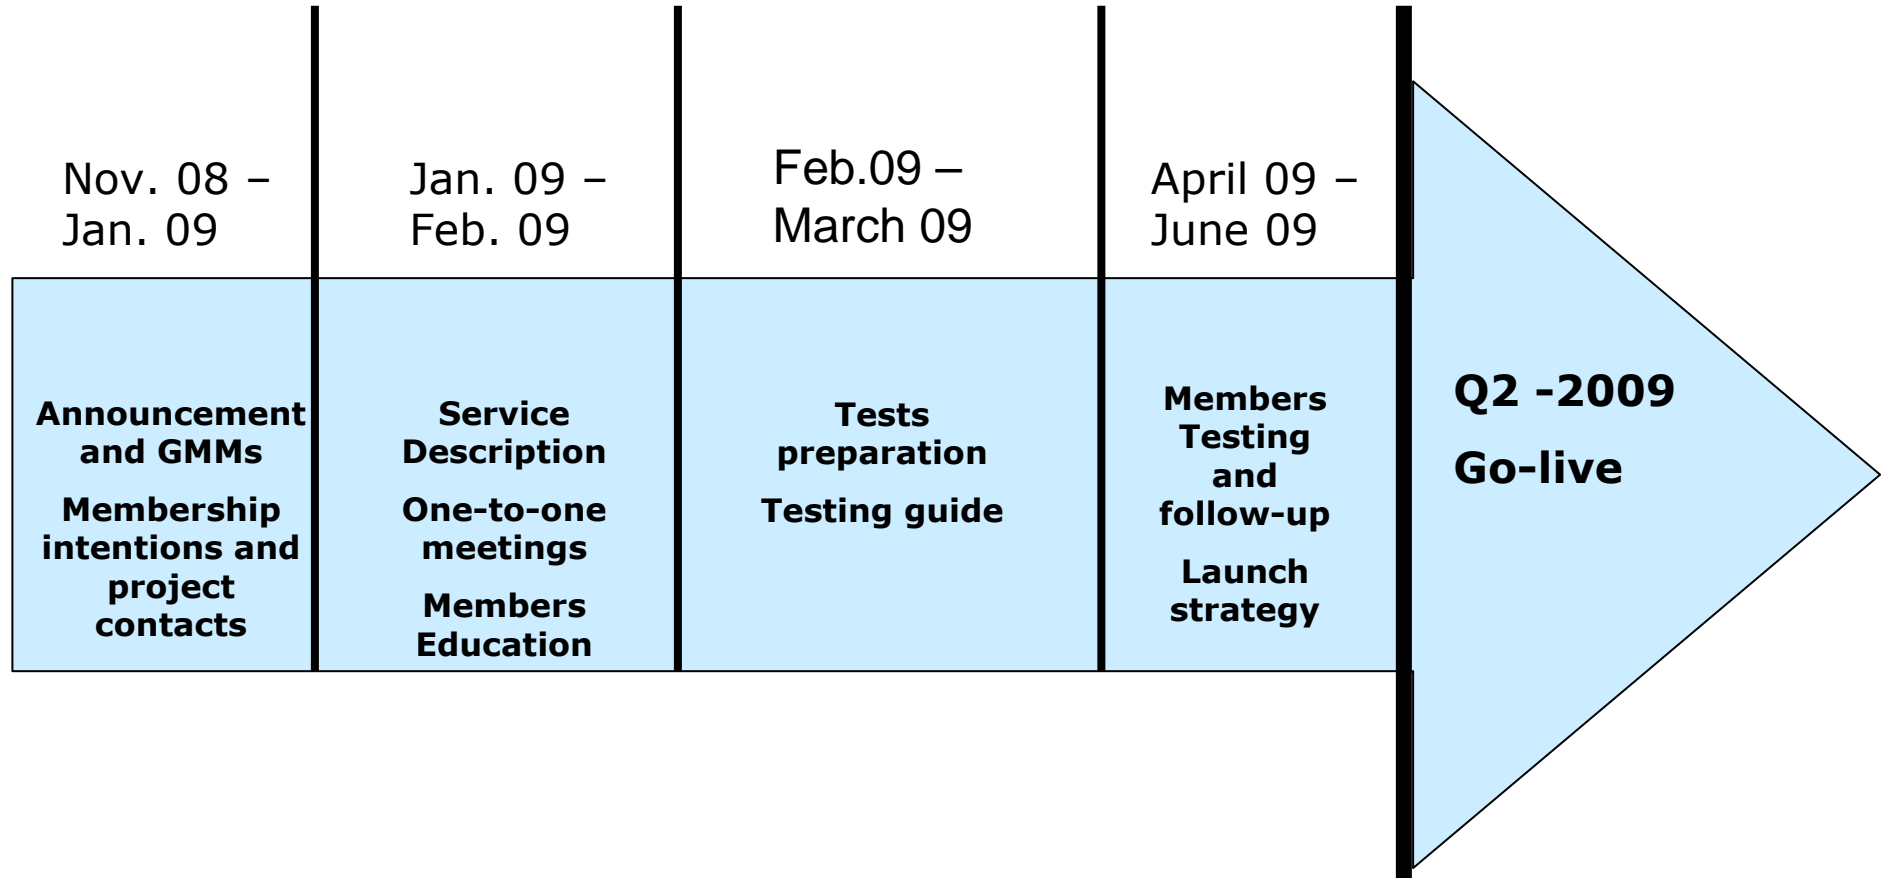 Nov. 08 –
Jan. 09
Jan. 09 –
Feb. 09
Feb.09 –
March 09
April 09 –
June 09
Announcement
and GMMs
Membership
intentions and
project
contacts
Service
Description
One-to-one
meetings
Members
Education
Tests
preparation
Testing guide
Members
Testing
and
follow-up
Launch
strategy
Q2 -2009
Go-live